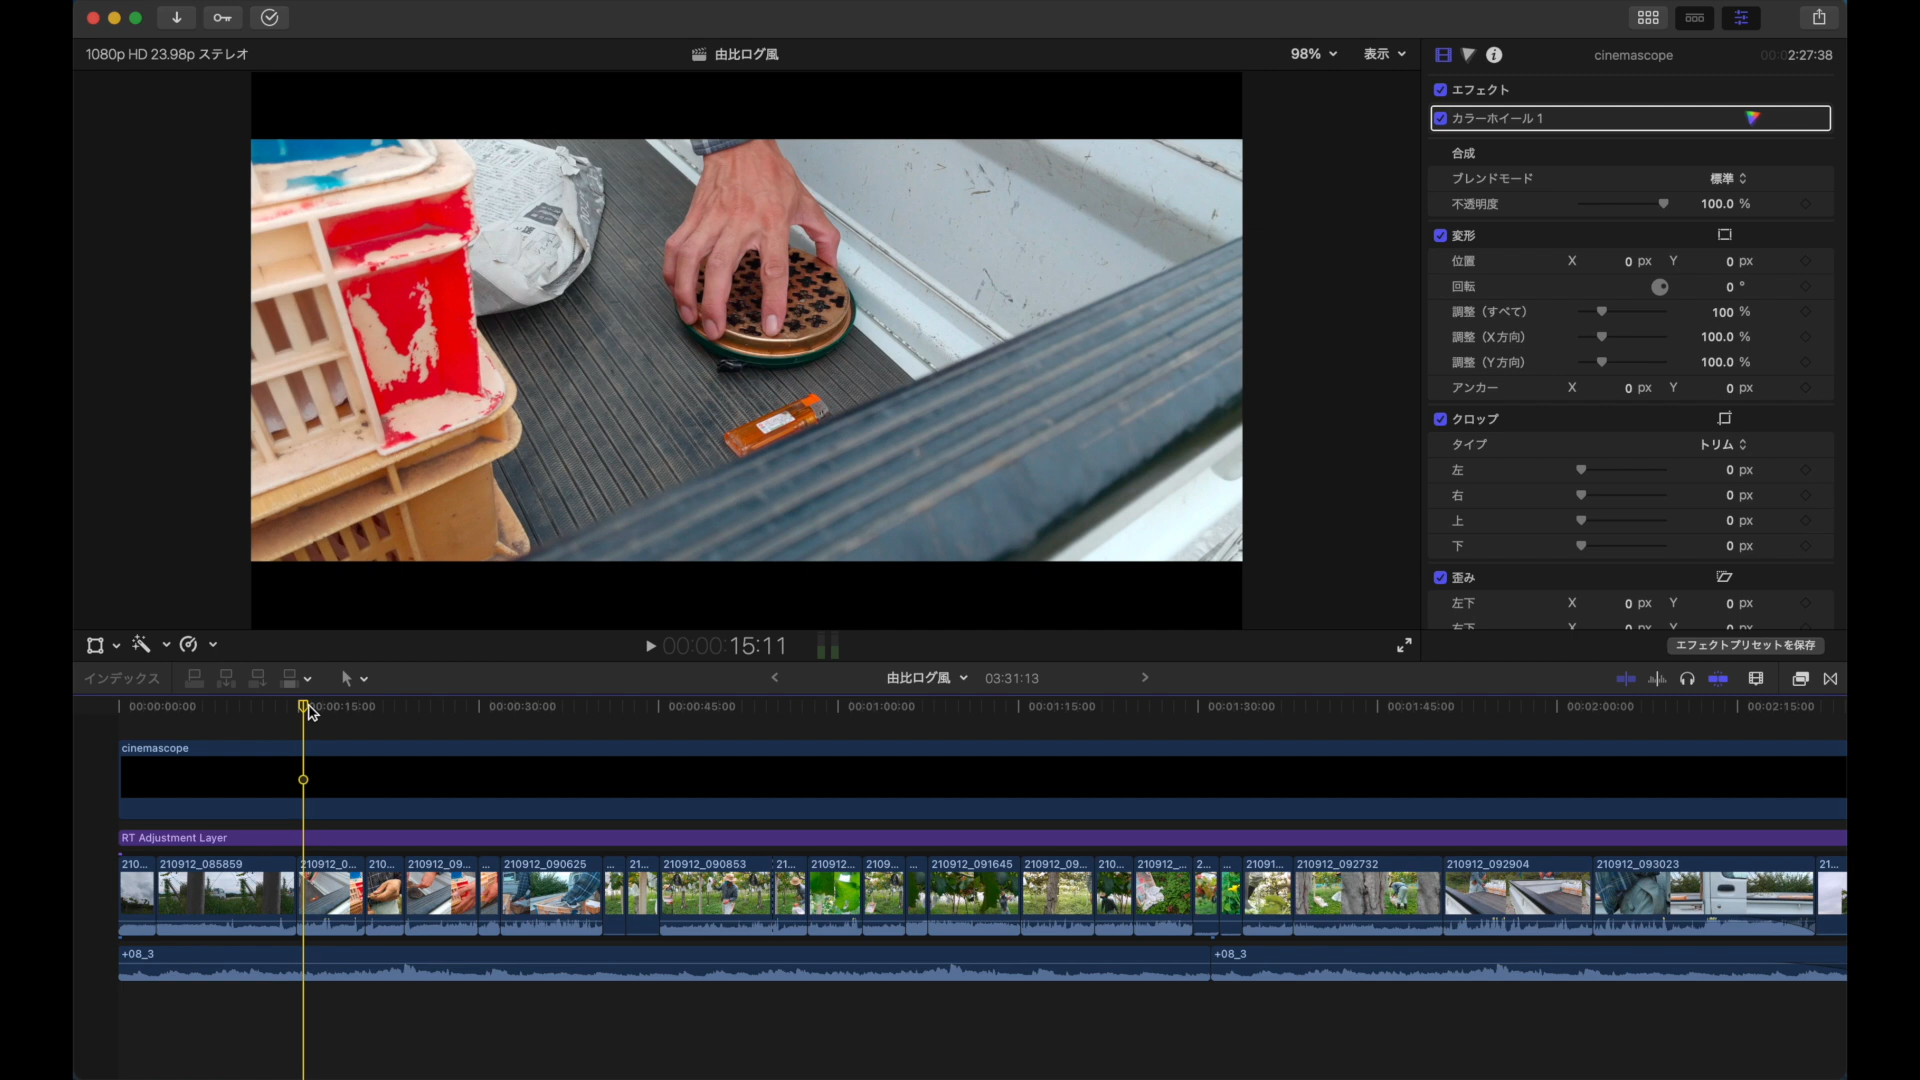 1080p HD 23.98p ステレオ
由比ログ風
98%
表示
cinemascope
00:02:27:38
エフェクト
カラーホイール 1
合成
ブレンドモード
標準
不透明度
100.0 %
変形
位置
X
0 px
Y
0 px
回転
0 °
調整（すべて）
100 %
調整（X方向）
100.0 %
調整（Y方向）
100.0 %
アンカー
X
0 px
Y
0 px
クロップ
タイプ
トリム
左
0 px
右
0 px
上
0 px
下
0 px
歪み
左下
X
0 px
Y
0 px
右下
X
0 px
Y
0 px
00:00:15:11
エフェクトプリセットを保存
インデックス
由比ログ風
03:31:13
00:00:00:00
00:00:15:00
00:00:30:00
00:00:45:00
00:01:00:00
00:01:15:00
00:01:30:00
00:01:45:00
00:02:00:00
00:02:15:00
cinemascope
RT Adjustment Layer
210...
210912_085859
210912_0...
210...
210912_09...
...
210912_090625
...
21...
210912_090853
21...
210912...
2109...
...
210912_091645
210912_09...
210...
210912_...
2...
...
21091...
210912_092732
210912_092904
210912_093023
21...
+08_3
+08_3